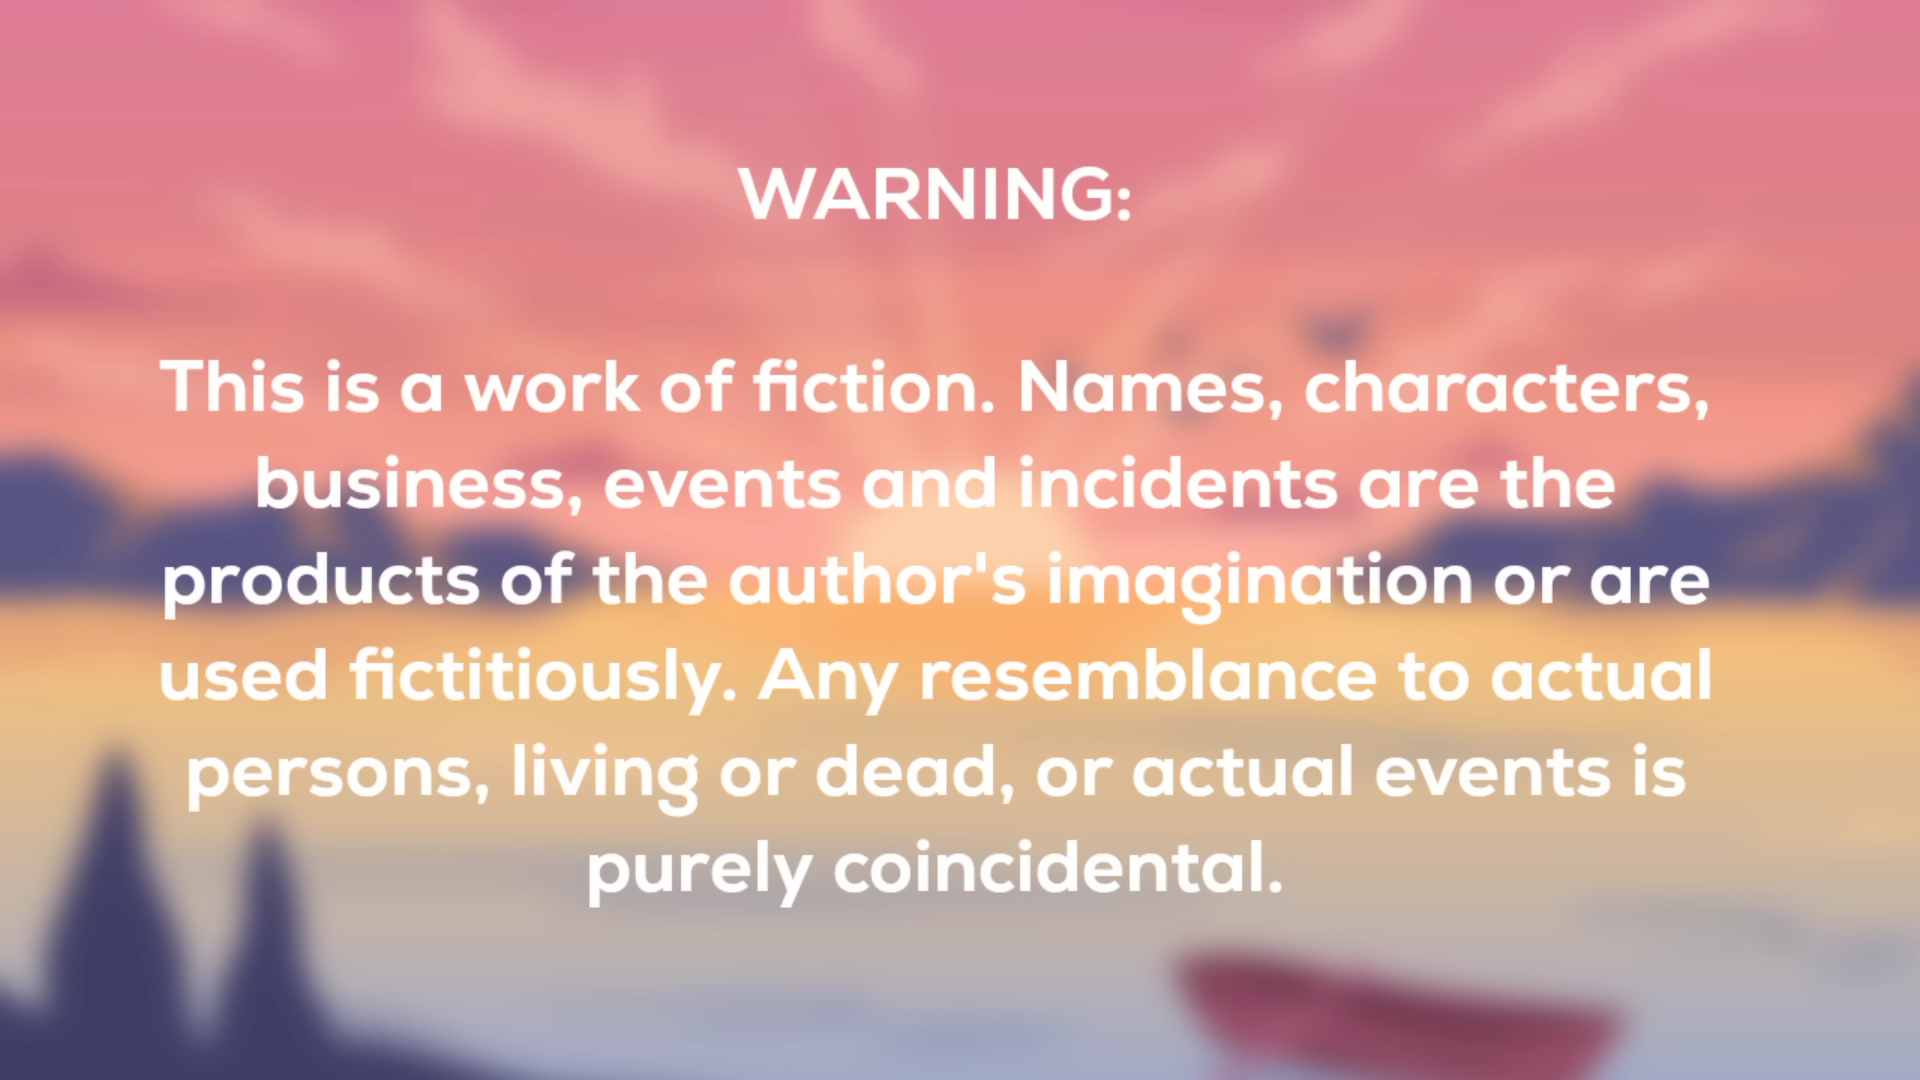 WARNING:
This is a work of fiction. Names, characters,
business, events and incidents are the
products of the author's imagination or are
used fictitiously. Any resemblance to actual
persons, living or dead, or actual events is
purely coincidental.